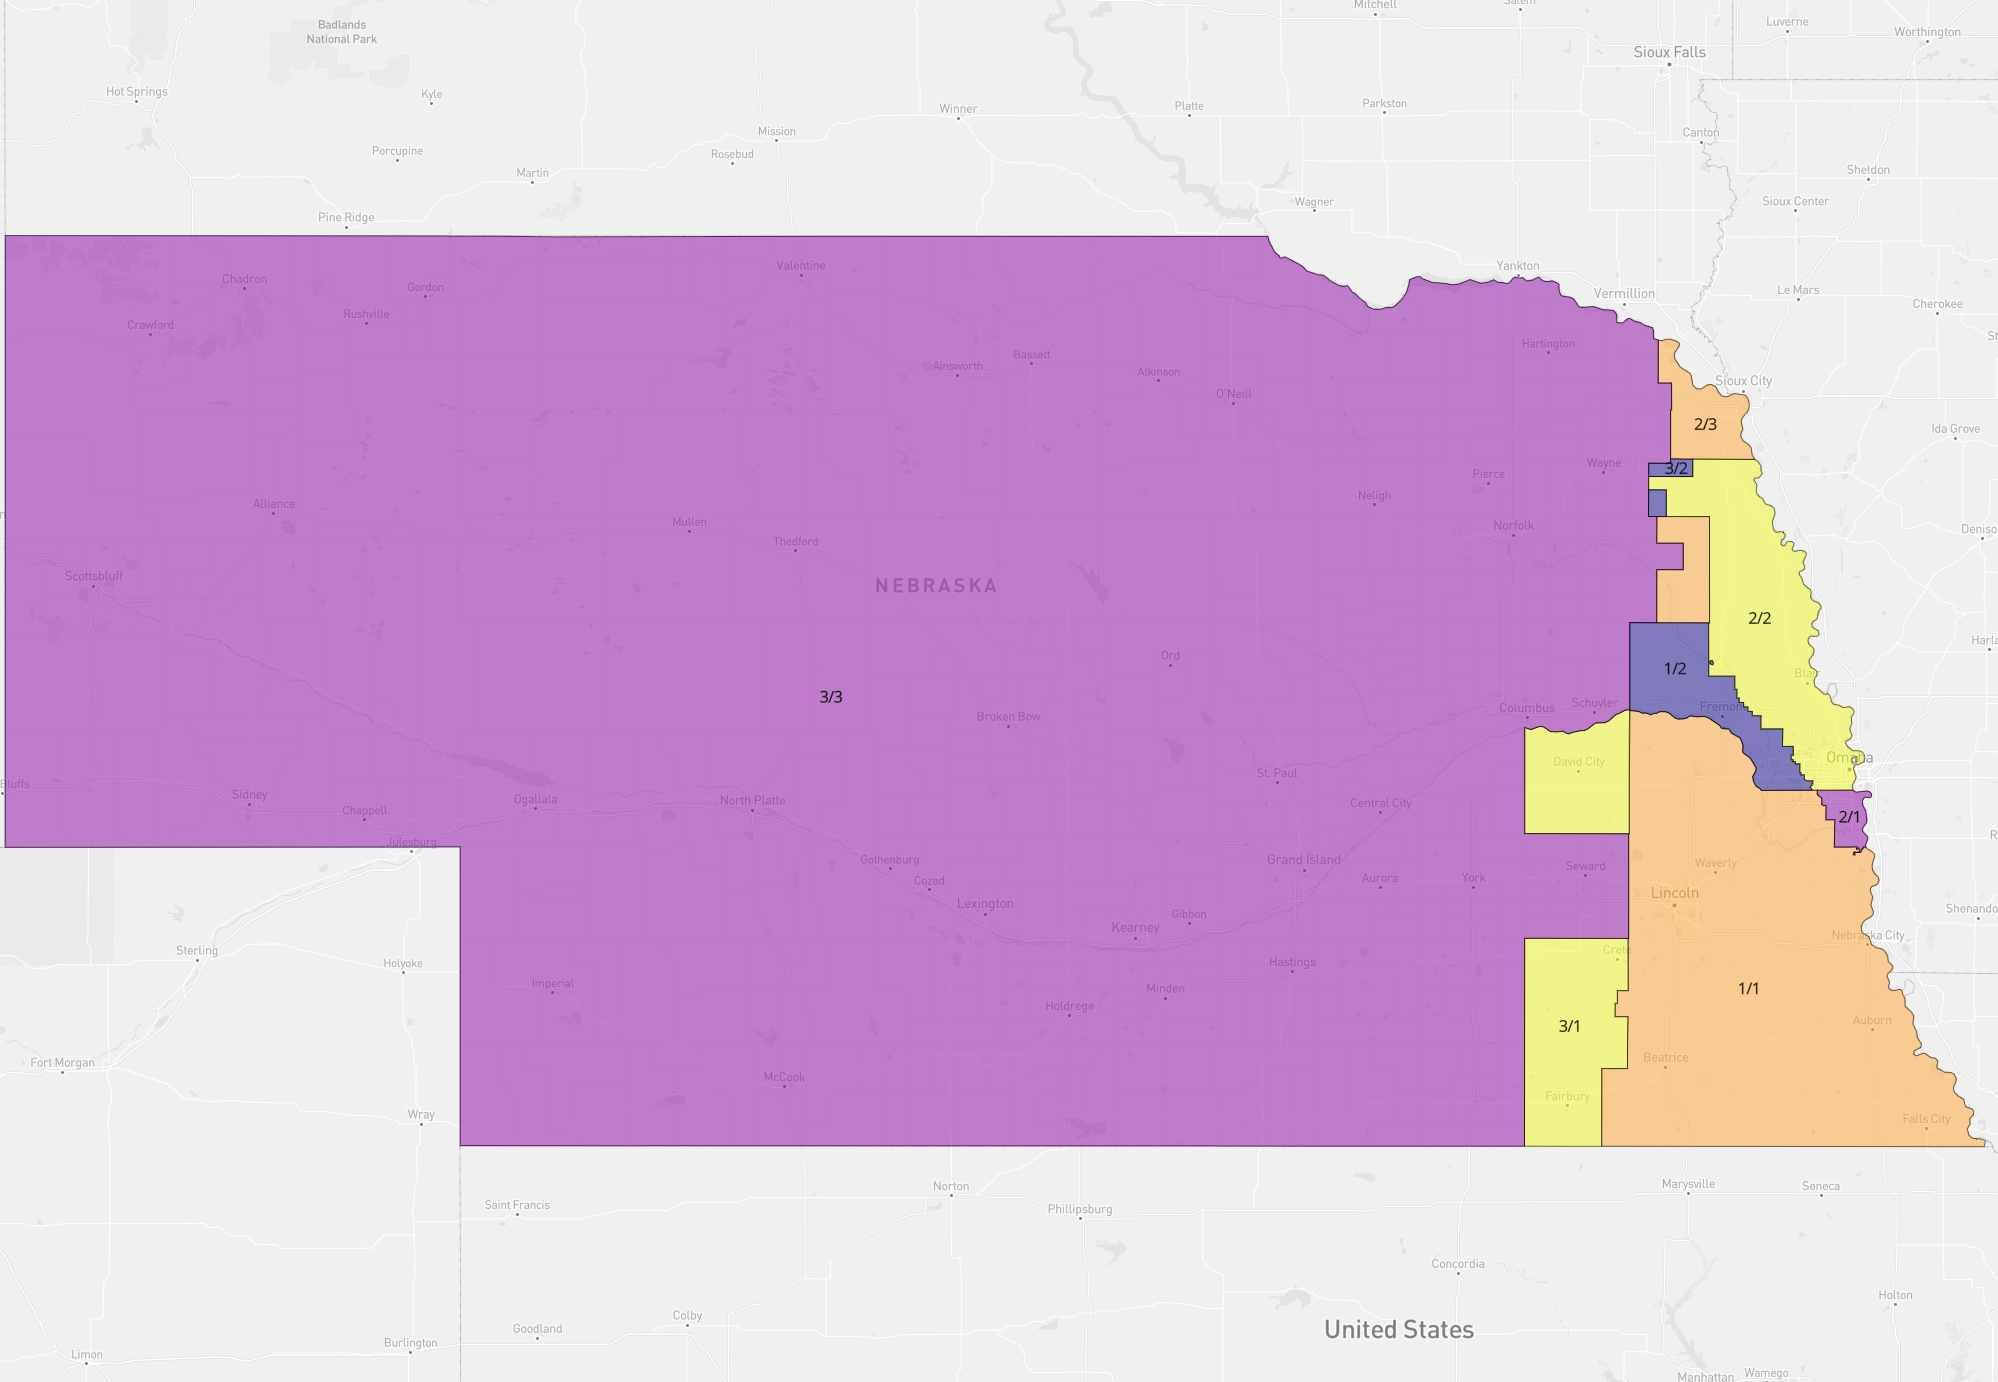 Badlands
National Park
Mitchell
Salem
Luverne
Worthington
Sioux Falls
Hot Springs
Kyle
Winner
Platte
Parkston
Canton
Mission
Porcupine
Rosebud
Martin
Sheldon
Wagner
Sioux Center
Pine Ridge
Valentine
Yankton
Vermillion
Le Mars
Cherokee
Chadron
Gordon
Rushville
Crawford
Hartington
Bassett
Ainsworth
Atkinson
O'Neill
Sioux City
2/3
Ida Grove
Wayne
3/2
Pierce
Neligh
Alliance
Mullen
Thedford
Norfolk
Scottsbluff
NEBRASKA
2/2
Ord
1/2
Blair
3/3
Broken Bow
Columbus
Schuyler
Fremont
David City
Omaha
St. Paul
Bluffs
Sidney
Chappell
Ogallala
North Platte
Central City
2/1
Julesburg
Gothenburg
Cozad
Grand Island
Aurora
York
Seward
Waverly
Lincoln
Lexington
Gibbon
Kearney
Nebraska City
Sterling
Holyoke
Hastings
Crete
Imperial
Minden
Holdrege
1/1
3/1
Auburn
Fort Morgan
McCook
Beatrice
Fairbury
Wray
Falls City
Norton
Saint Francis
Phillipsburg
Marysville
Seneca
Concordia
Holton
Colby
Goodland
United States
Burlington
Limon
Manhattan
Wamego